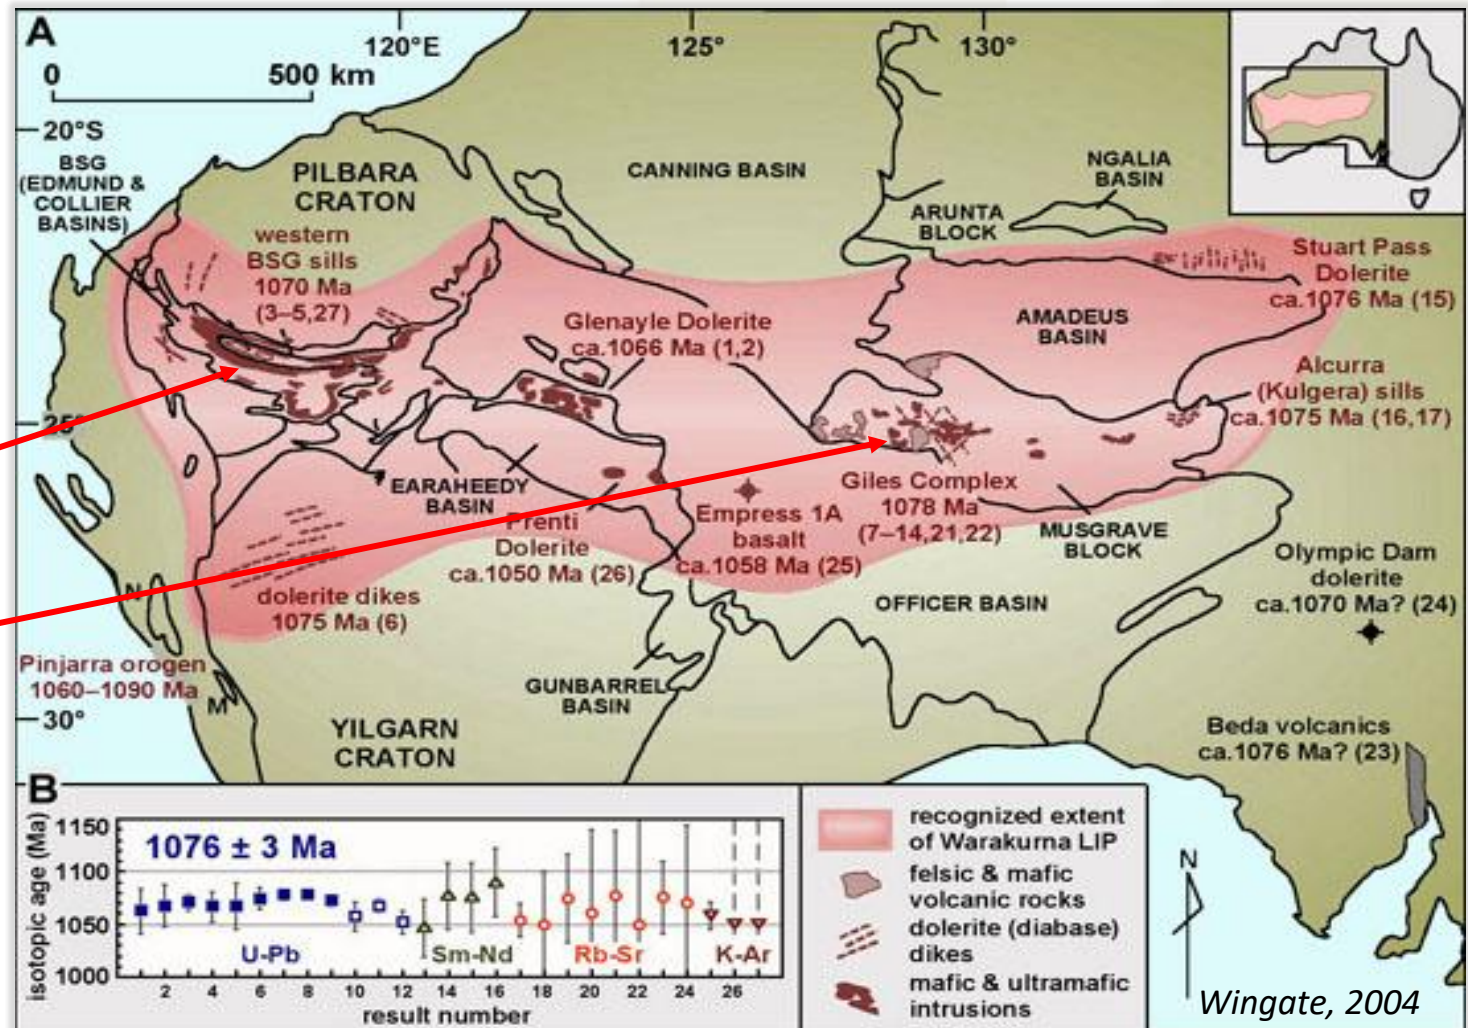 A
0 500 km
120°E
125°
130°
20°S
BSG
(EDMUND &
COLLIER
BASINS)
PILBARA
CRATON
CANNING BASIN
NGALIA
BASIN
ARUNTA
BLOCK
western
BSG sills
1070 Ma
(3–5,27)
Stuart Pass
Dolerite
ca.1076 Ma (15)
Glenayle Dolerite
ca.1066 Ma (1,2)
AMADEUS
BASIN
Alcurra
(Kulgera) sills
ca.1075 Ma (16,17)
25°
EARAHEEDY
BASIN
Prenti
Dolerite
ca.1050 Ma (26)
Empress 1A
basalt
ca.1058 Ma (25)
Giles Complex
1078 Ma
(7–14,21,22)
MUSGRAVE
BLOCK
Olympic Dam
dolerite
ca.1070 Ma? (24)
N
dolerite dikes
1075 Ma (6)
OFFICER BASIN
Pinjarra orogen
1060–1090 Ma
M
GUNBARREL
BASIN
30°
YILGARN
CRATON
Beda volcanics
ca.1076 Ma? (23)
B
isotopic age (Ma)
1150
1100
1050
1000
1076 ± 3 Ma
U-Pb
Sm-Nd
Rb-Sr
K-Ar
2 4 6 8 10 12 14 16 18 20 22 24 26
result number
recognized extent
of Warakurna LIP
felsic & mafic
volcanic rocks
dolerite (diabase)
dikes
mafic & ultramafic
intrusions
N
Wingate, 2004